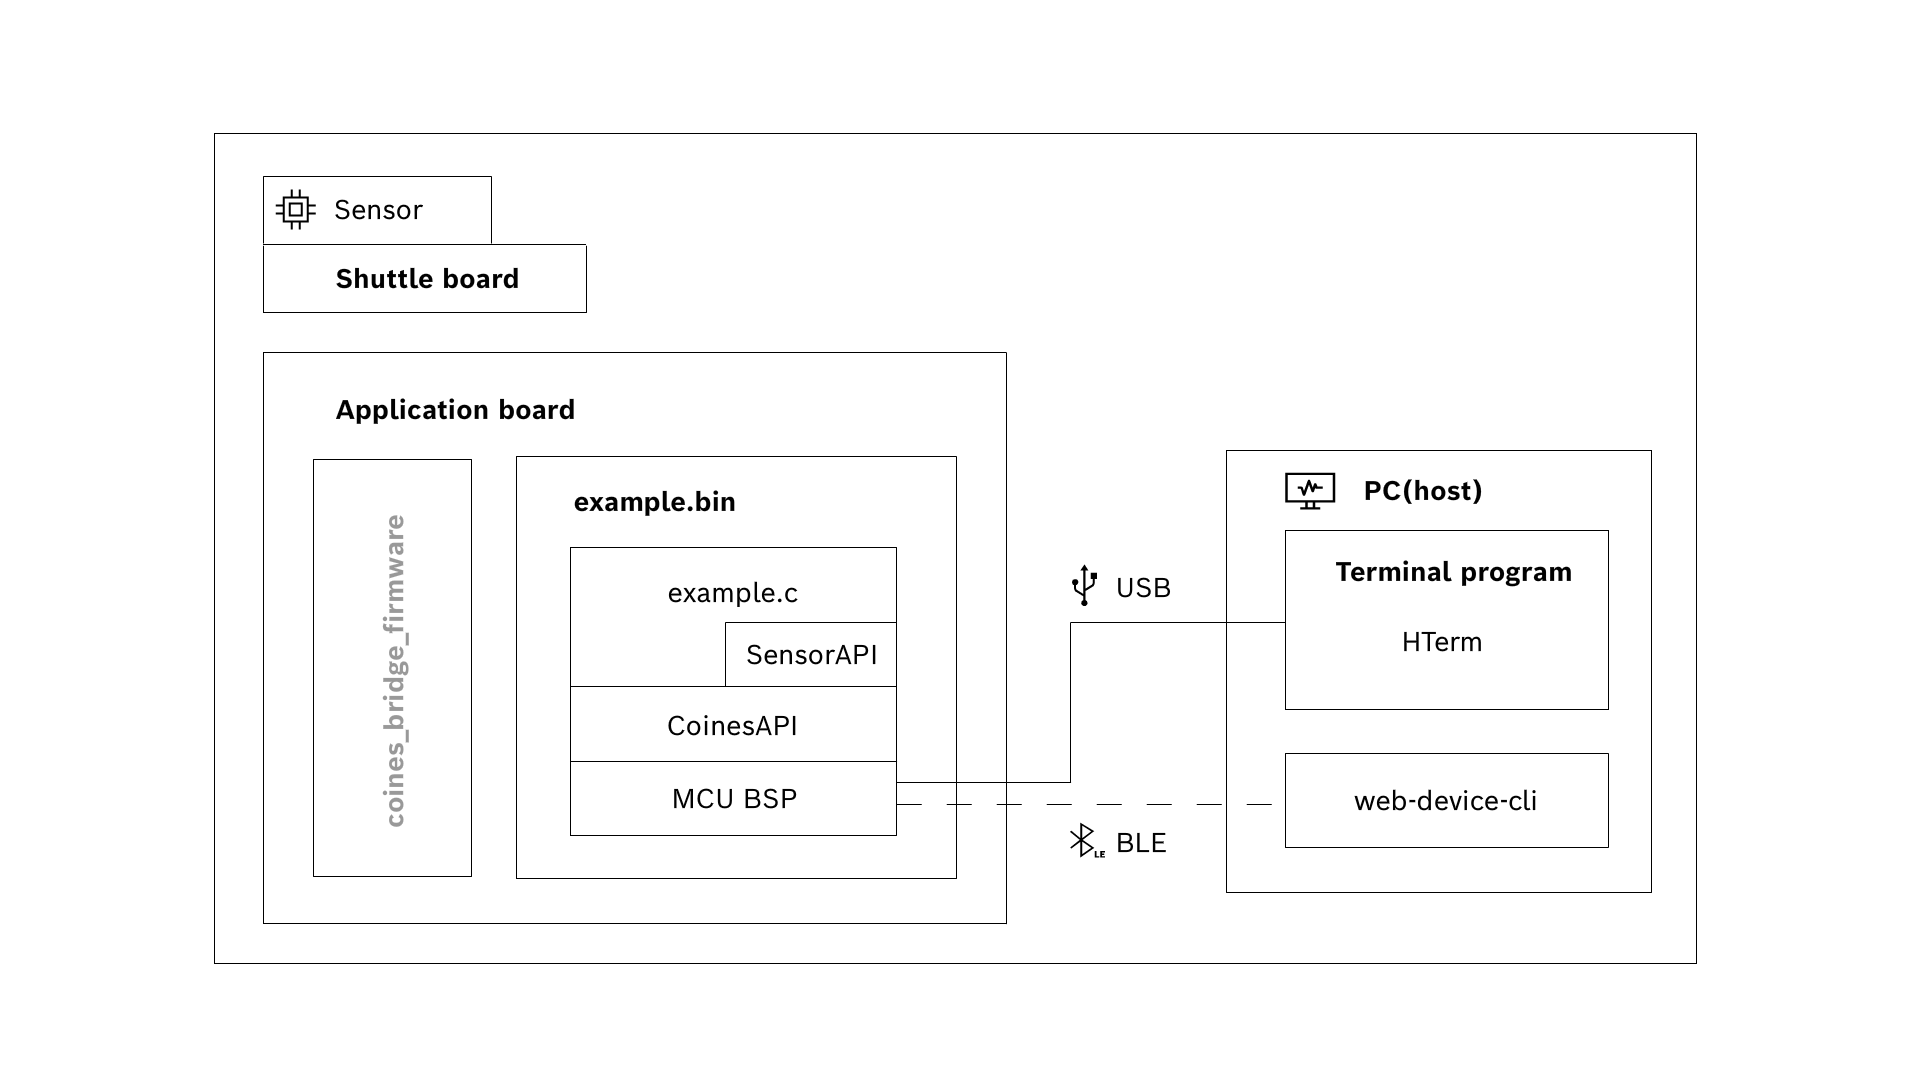 Sensor
Shuttle board
Application board
coines_bridge_firmware
example.bin
example.c
SensorAPI
CoinesAPI
MCU BSP
USB
LE
BLE
PC(host)
Terminal program
HTerm
web-device-cli